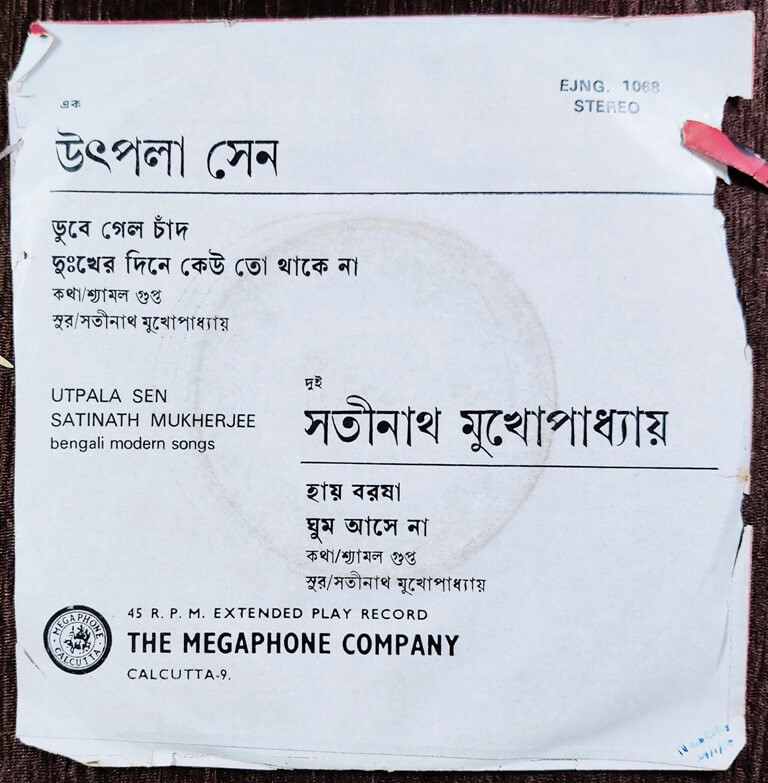 EJNG. 1068
STEREO
এক
উৎপলা সেন
ডুবে গেল চাঁদ
দুঃখের দিনে কেউ তো থাকে না
কথা/শ্যামল গুপ্ত
সুর/সতীনাথ মুখোপাধ্যায়
UTPALA SEN
SATINATH MUKHERJEE
bengali modern songs
দুই
সতীনাথ মুখোপাধ্যায়
হায় বরষা
ঘুম আসে না
কথা/শ্যামল গুপ্ত
সুর/সতীনাথ মুখোপাধ্যায়
MEGAPHONE
CALCUTTA
45 R. P. M. EXTENDED PLAY RECORD
THE MEGAPHONE COMPANY
CALCUTTA-9.